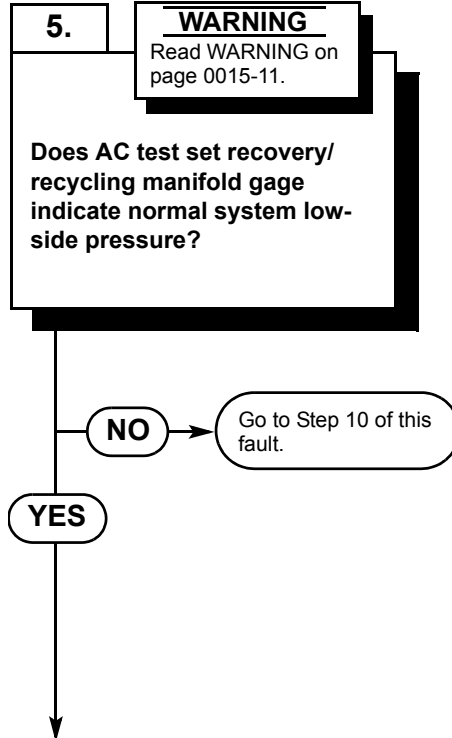 5.
WARNING
Read WARNING on
page 0015-11.
Does AC test set recovery/
recycling manifold gage
indicate normal system low-
side pressure?
NO
Go to Step 10 of this
fault.
YES